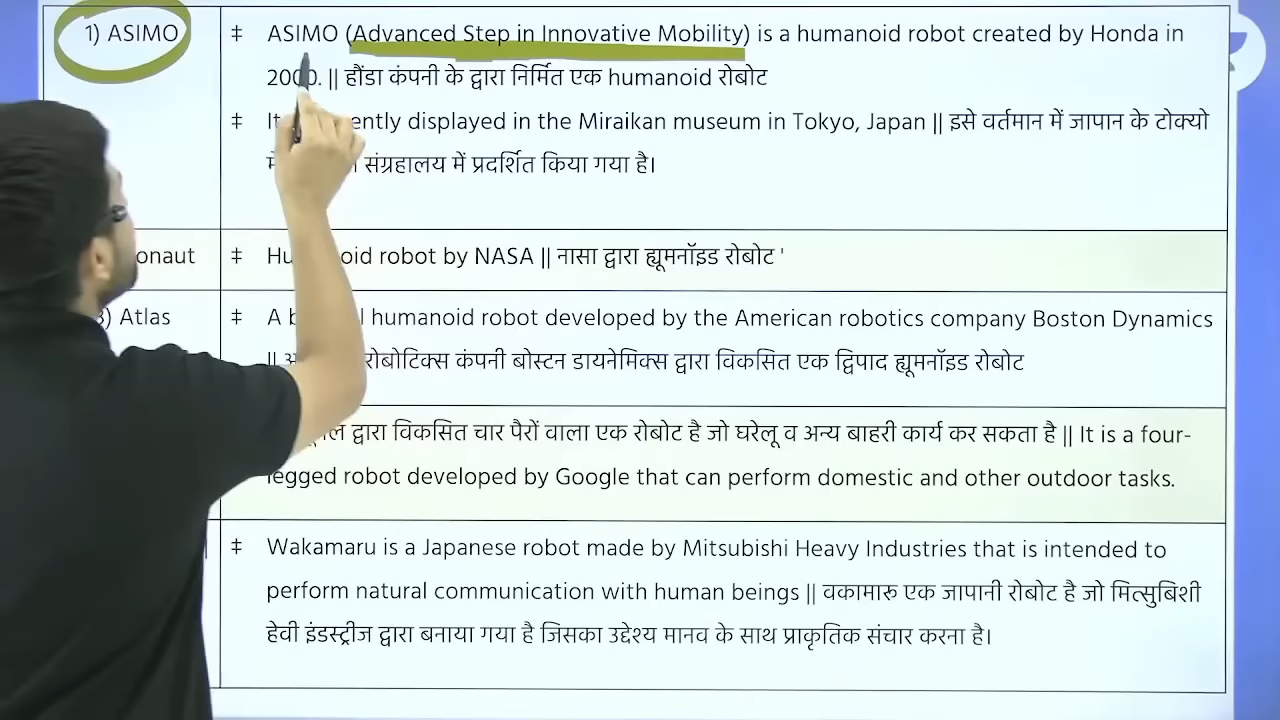 1) ASIMO
‡ ASIMO (Advanced Step in Innovative Mobility) is a humanoid robot created by Honda in
2000. || हौंडा कंपनी के द्वारा निर्मित एक humanoid रोबोट
‡ ently displayed in the Miraikan museum in Tokyo, Japan || इसे वर्तमान में जापान के टोक्यो
संग्रहालय में प्रदर्शित किया गया है।
onaut
‡ oid robot by NASA || नासा द्वारा ह्यूमनॉइड रोबोट '
3) Atlas
‡ A humanoid robot developed by the American robotics company Boston Dynamics
|| रोबोटिक्स कंपनी बोस्टन डायनेमिक्स द्वारा विकसित एक द्विपाद ह्यूमनॉइड रोबोट
द्वारा विकसित चार पैरों वाला एक रोबोट है जो घरेलू व अन्य बाहरी कार्य कर सकता है || It is a four-
legged robot developed by Google that can perform domestic and other outdoor tasks.
‡ Wakamaru is a Japanese robot made by Mitsubishi Heavy Industries that is intended to
perform natural communication with human beings || वकामारू एक जापानी रोबोट है जो मित्सुबिशी
हेवी इंडस्ट्रीज द्वारा बनाया गया है जिसका उद्देश्य मानव के साथ प्राकृतिक संचार करना है।